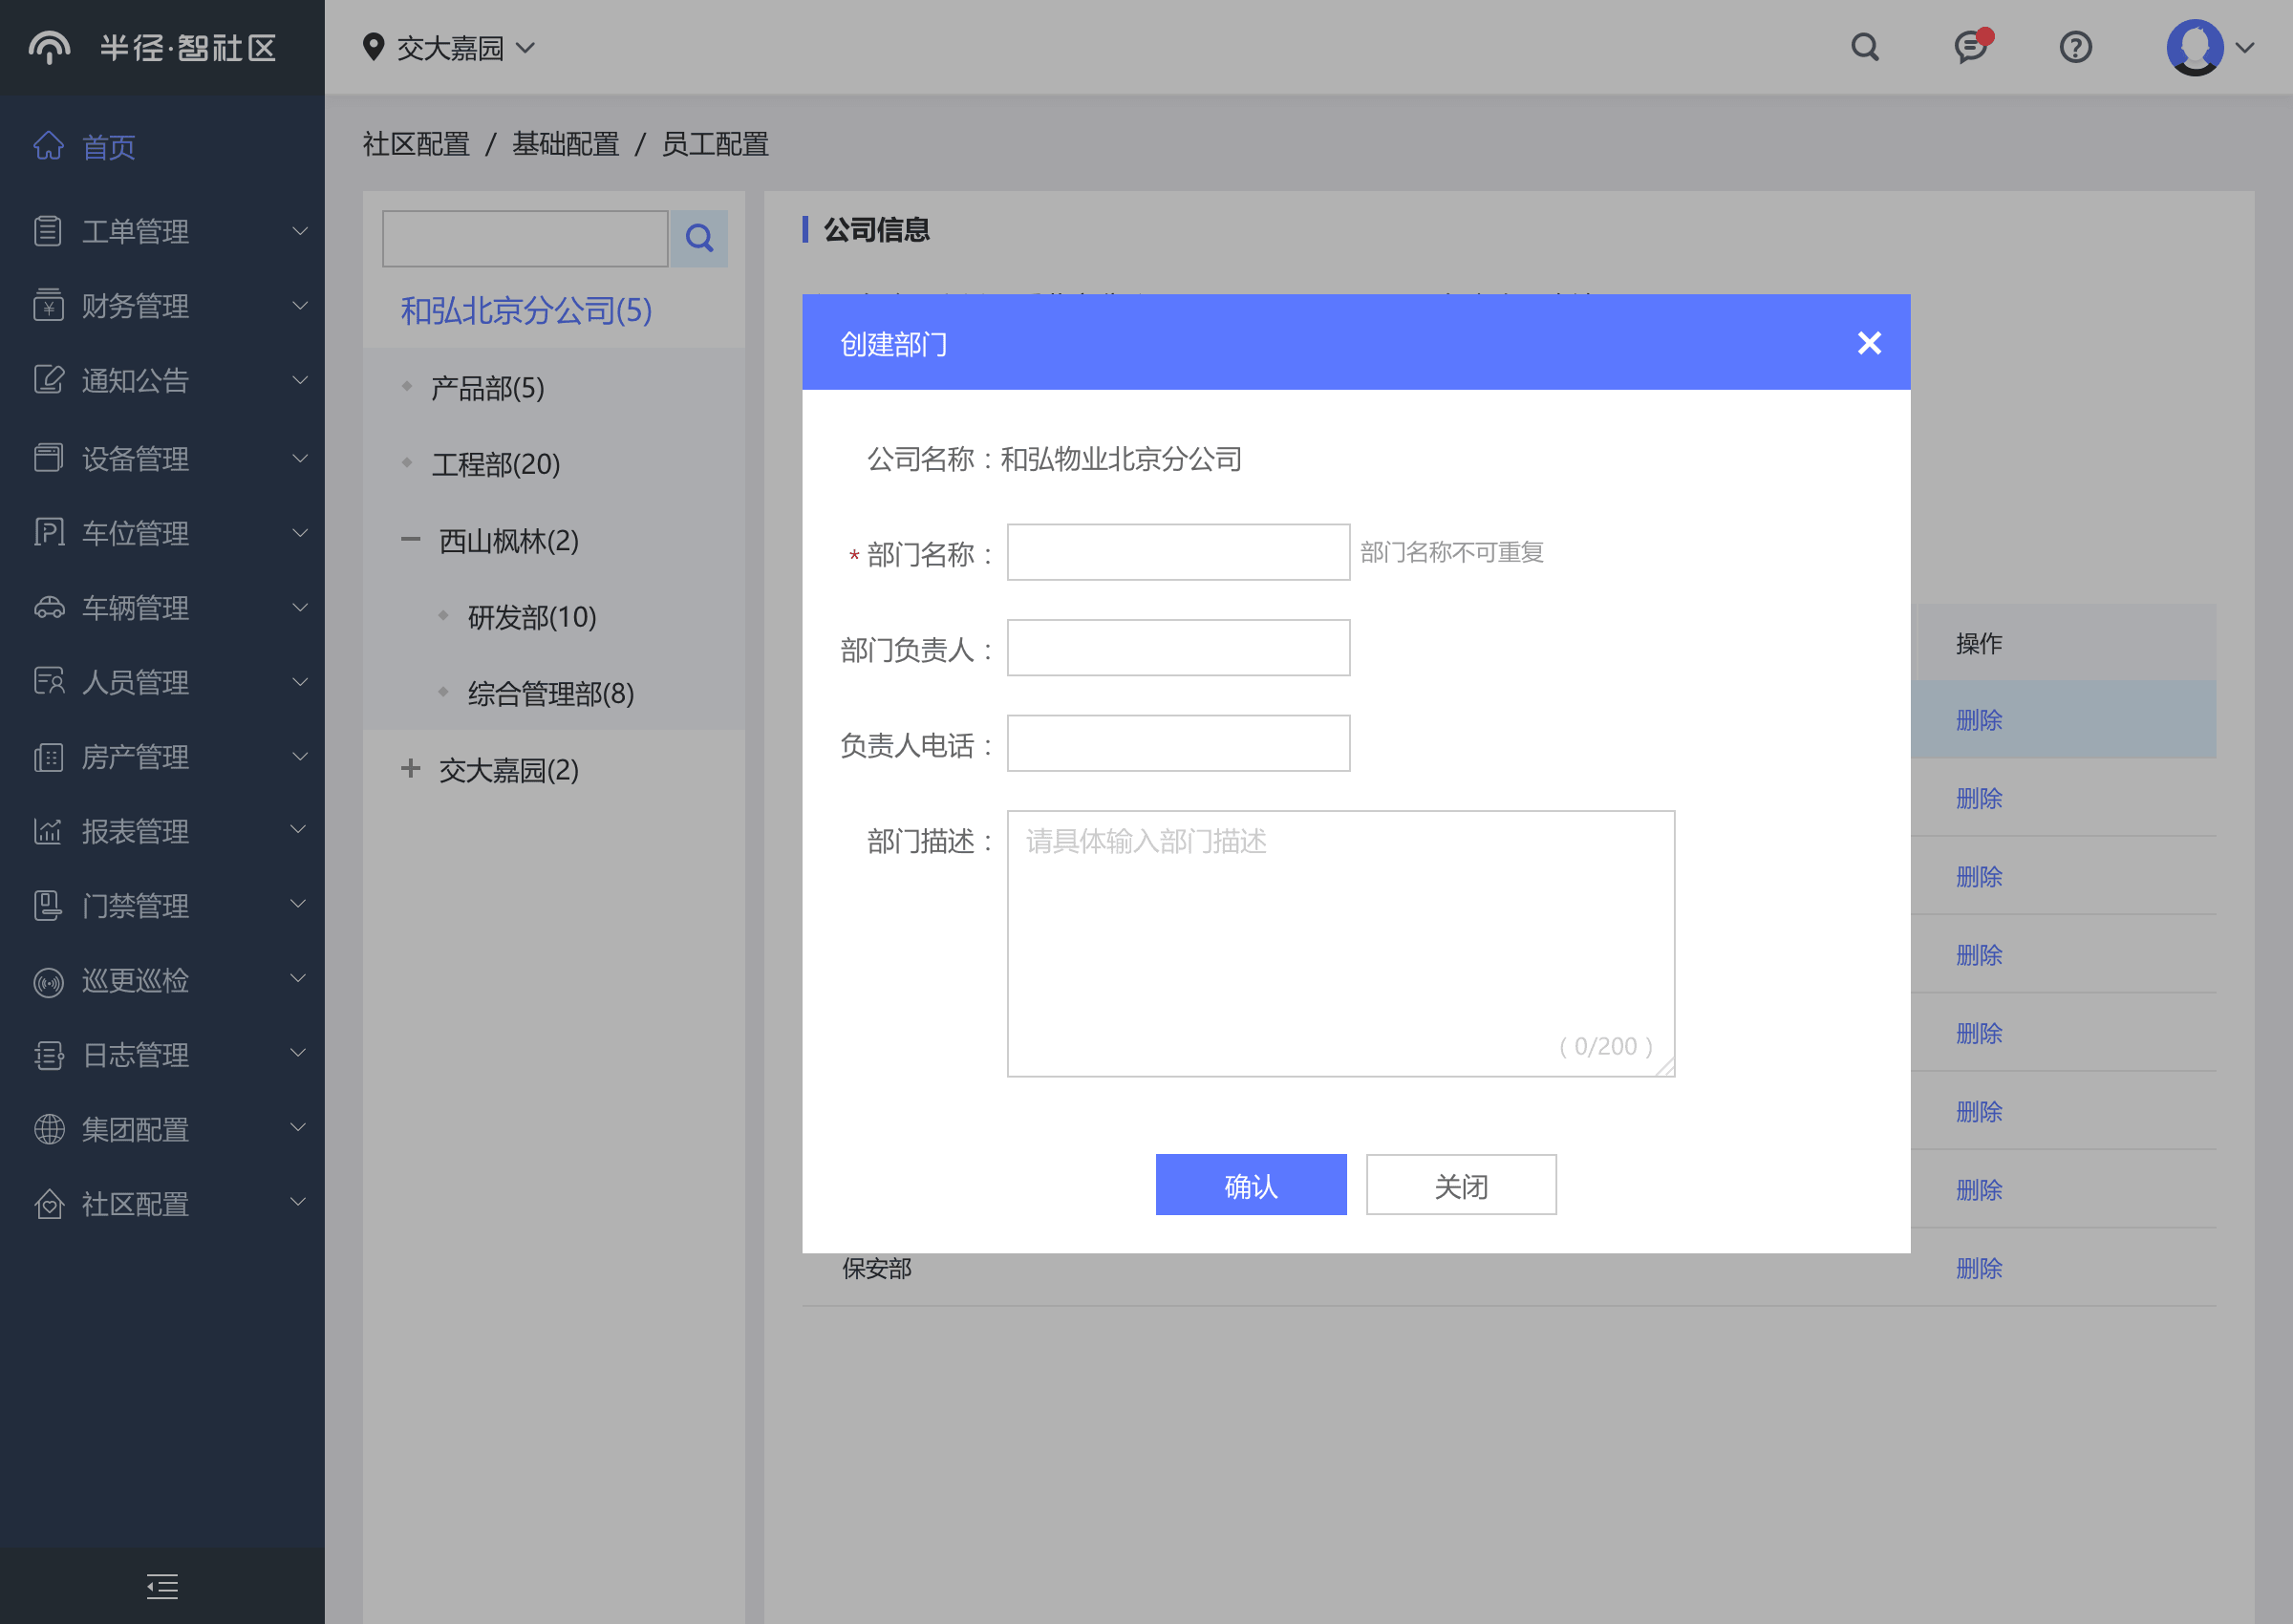 半径·智社区
交大嘉园
首页
工单管理
财务管理
通知公告
设备管理
车位管理
车辆管理
人员管理
房产管理
报表管理
门禁管理
巡更巡检
日志管理
集团配置
社区配置
社区配置 / 基础配置 / 员工配置
和弘北京分公司(5)
产品部(5)
工程部(20)
西山枫林(2)
研发部(10)
综合管理部(8)
交大嘉园(2)
公司信息
创建部门
公司名称：和弘物业北京分公司
* 部门名称： 部门名称不可重复
部门负责人：
负责人电话：
部门描述： 请具体输入部门描述
（0/200）
确认 关闭
操作
删除
删除
删除
删除
删除
删除
删除
保安部 删除